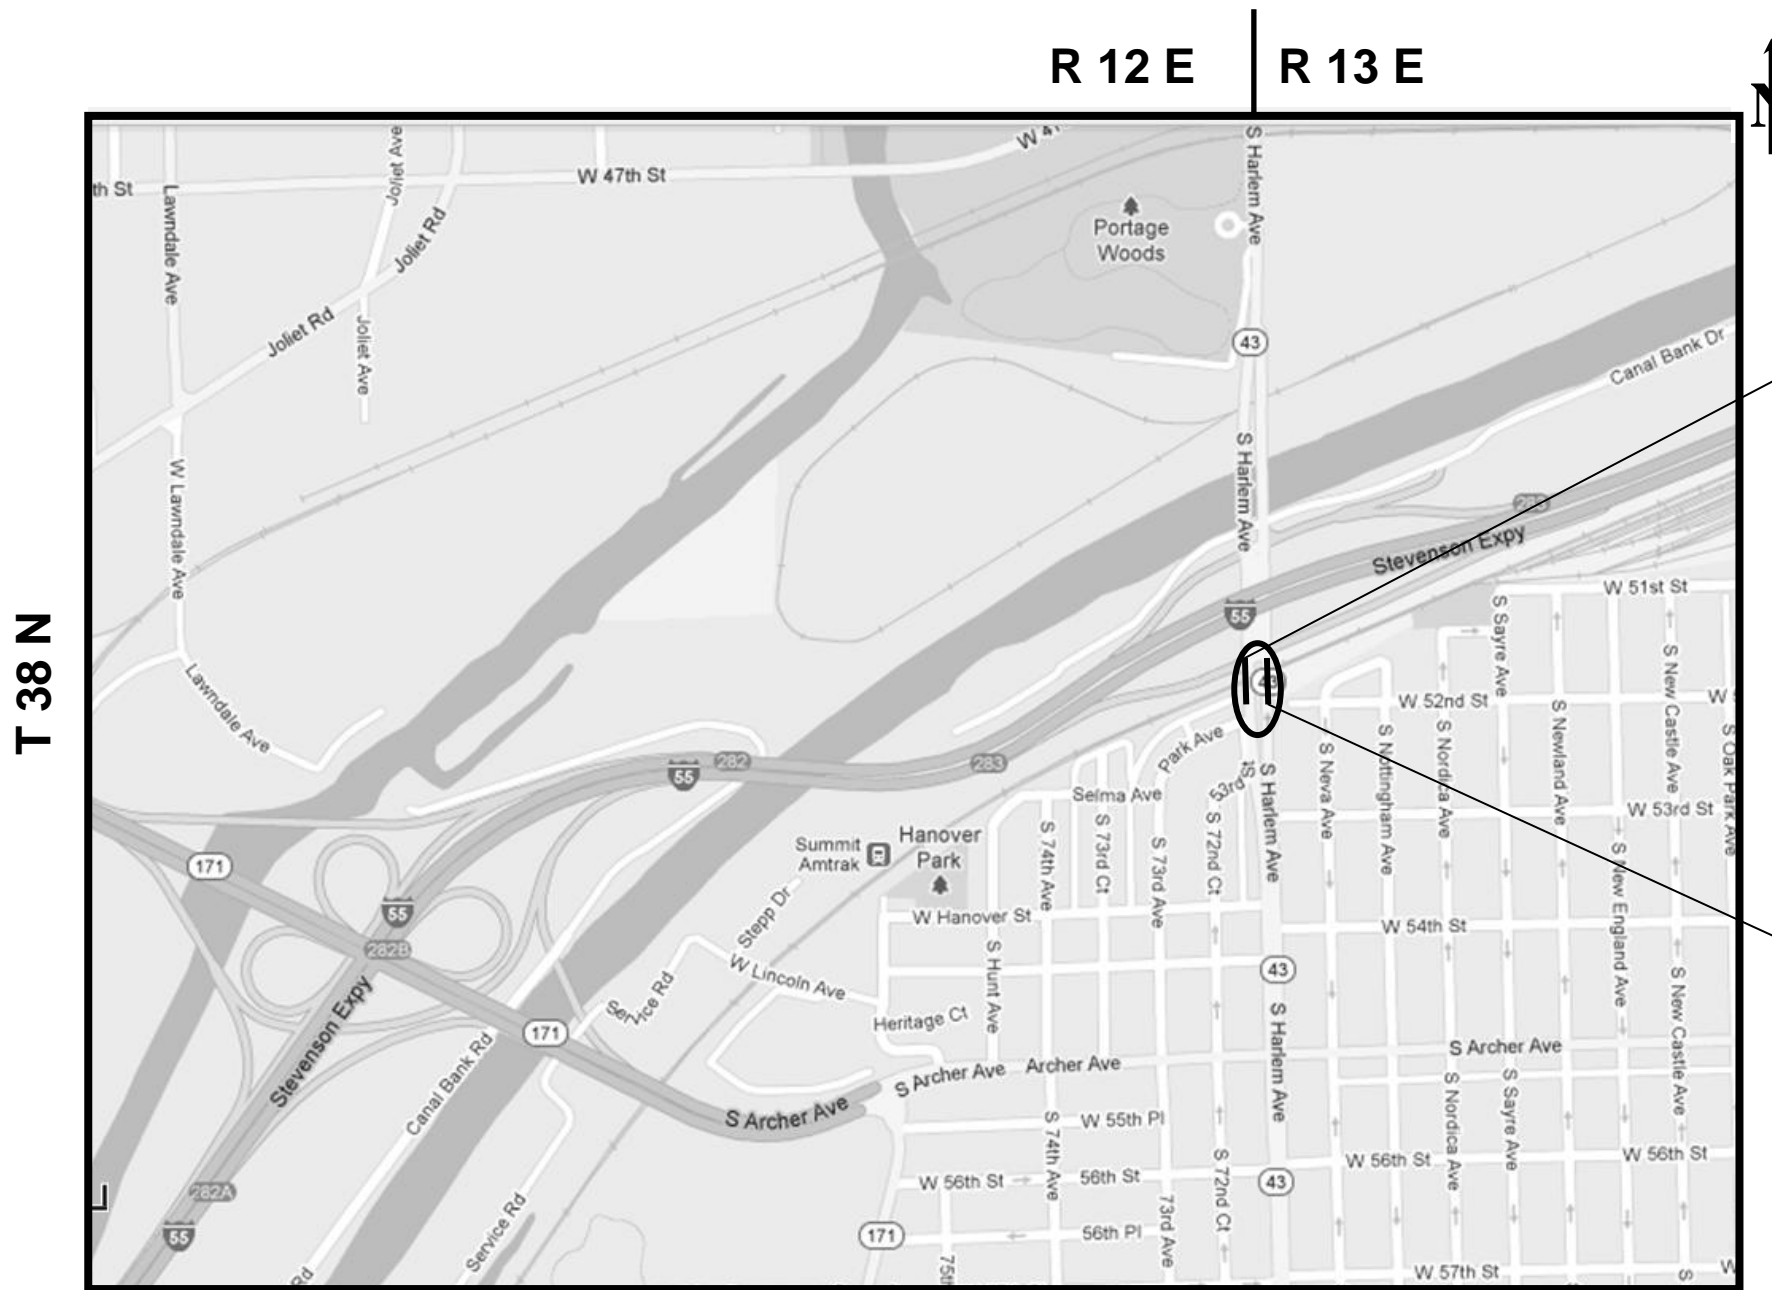 R 12 E
R 13 E
N
T 38 N
th St
Lawndale Ave
Joliet Ave
Joliet Rd
W 47th St
W 47
S Harlem Ave
Portage
Woods
Joliet Rd
Joliet Ave
43
Canal Bank Dr
W Lawndale Ave
S Harlem Ave
Stevenson Expy
55
W 51st St
S Sayre Ave
S New Castle Ave
Lawndale Ave
43
W 52nd St
W
282
55
283
Park Ave
S Neva Ave
S Nottingham Ave
S Nordica Ave
S Newland Ave
S Oak Park Ave
Selma Ave
53rd
S Harlem Ave
W 53rd St
Summit
Amtrak
Hanover
Park
S 74th Ave
S 73rd Ct
S 73rd Ave
S 72nd Ct
171
55
282B
Stepp Dr
W Hanover St
W 54th St
S New England Ave
W Lincoln Ave
S Hunt Ave
43
Service Rd
Heritage Ct
S New Castle Ave
Stevenson Expy
171
Canal Bank Rd
S Harlem Ave
S Archer Ave
S Archer Ave
Archer Ave
S Archer Ave
S 74th Ave
W 55th Pl
S Nordica Ave
S Sayre Ave
282A
55
W 56th St
56th St
S 72nd Ct
43
W 56th St
W 56th St
Service Rd
171
56th Pl
73rd Ave
75t
Rd
W 57th St
S
W